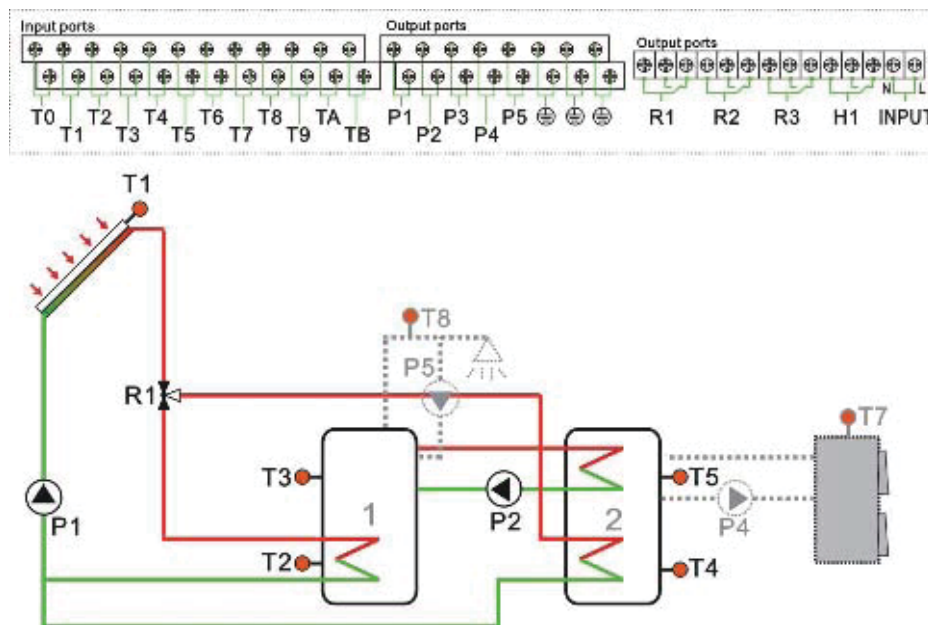 Input ports
Output ports
Output ports
T0 T2 T4 T6 T8 TA
T1 T3 T5 T7 T9 TB
P1 P3 P5
P2 P4
N L
R1 R2 R3 H1 INPUT
T1
T8
P5
R1
T7
T3
T5
1
P2
2
P4
P1
T2
T4